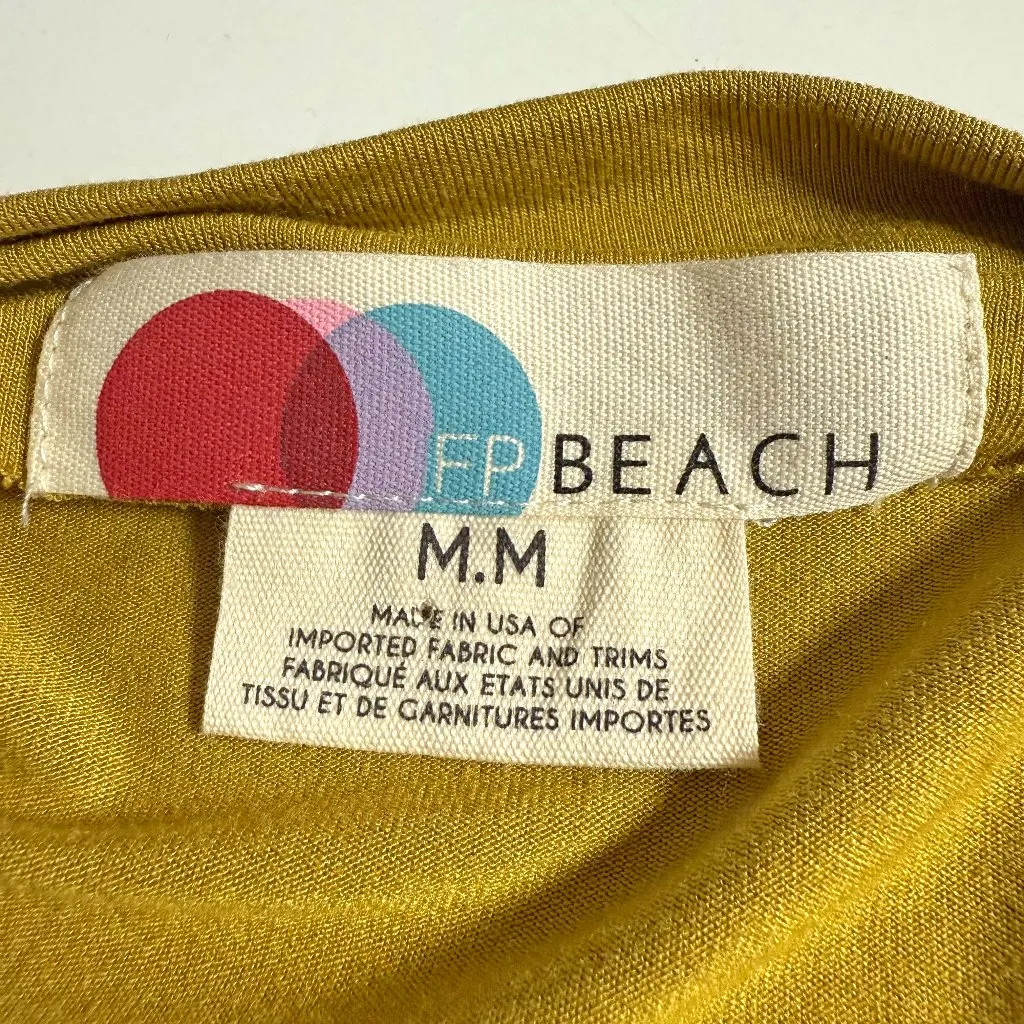 FP BEACH
M.M
MADE IN USA OF
IMPORTED FABRIC AND TRIMS
FABRIQUÉ AUX ETATS UNIS DE
TISSU ET DE GARNITURES IMPORTES